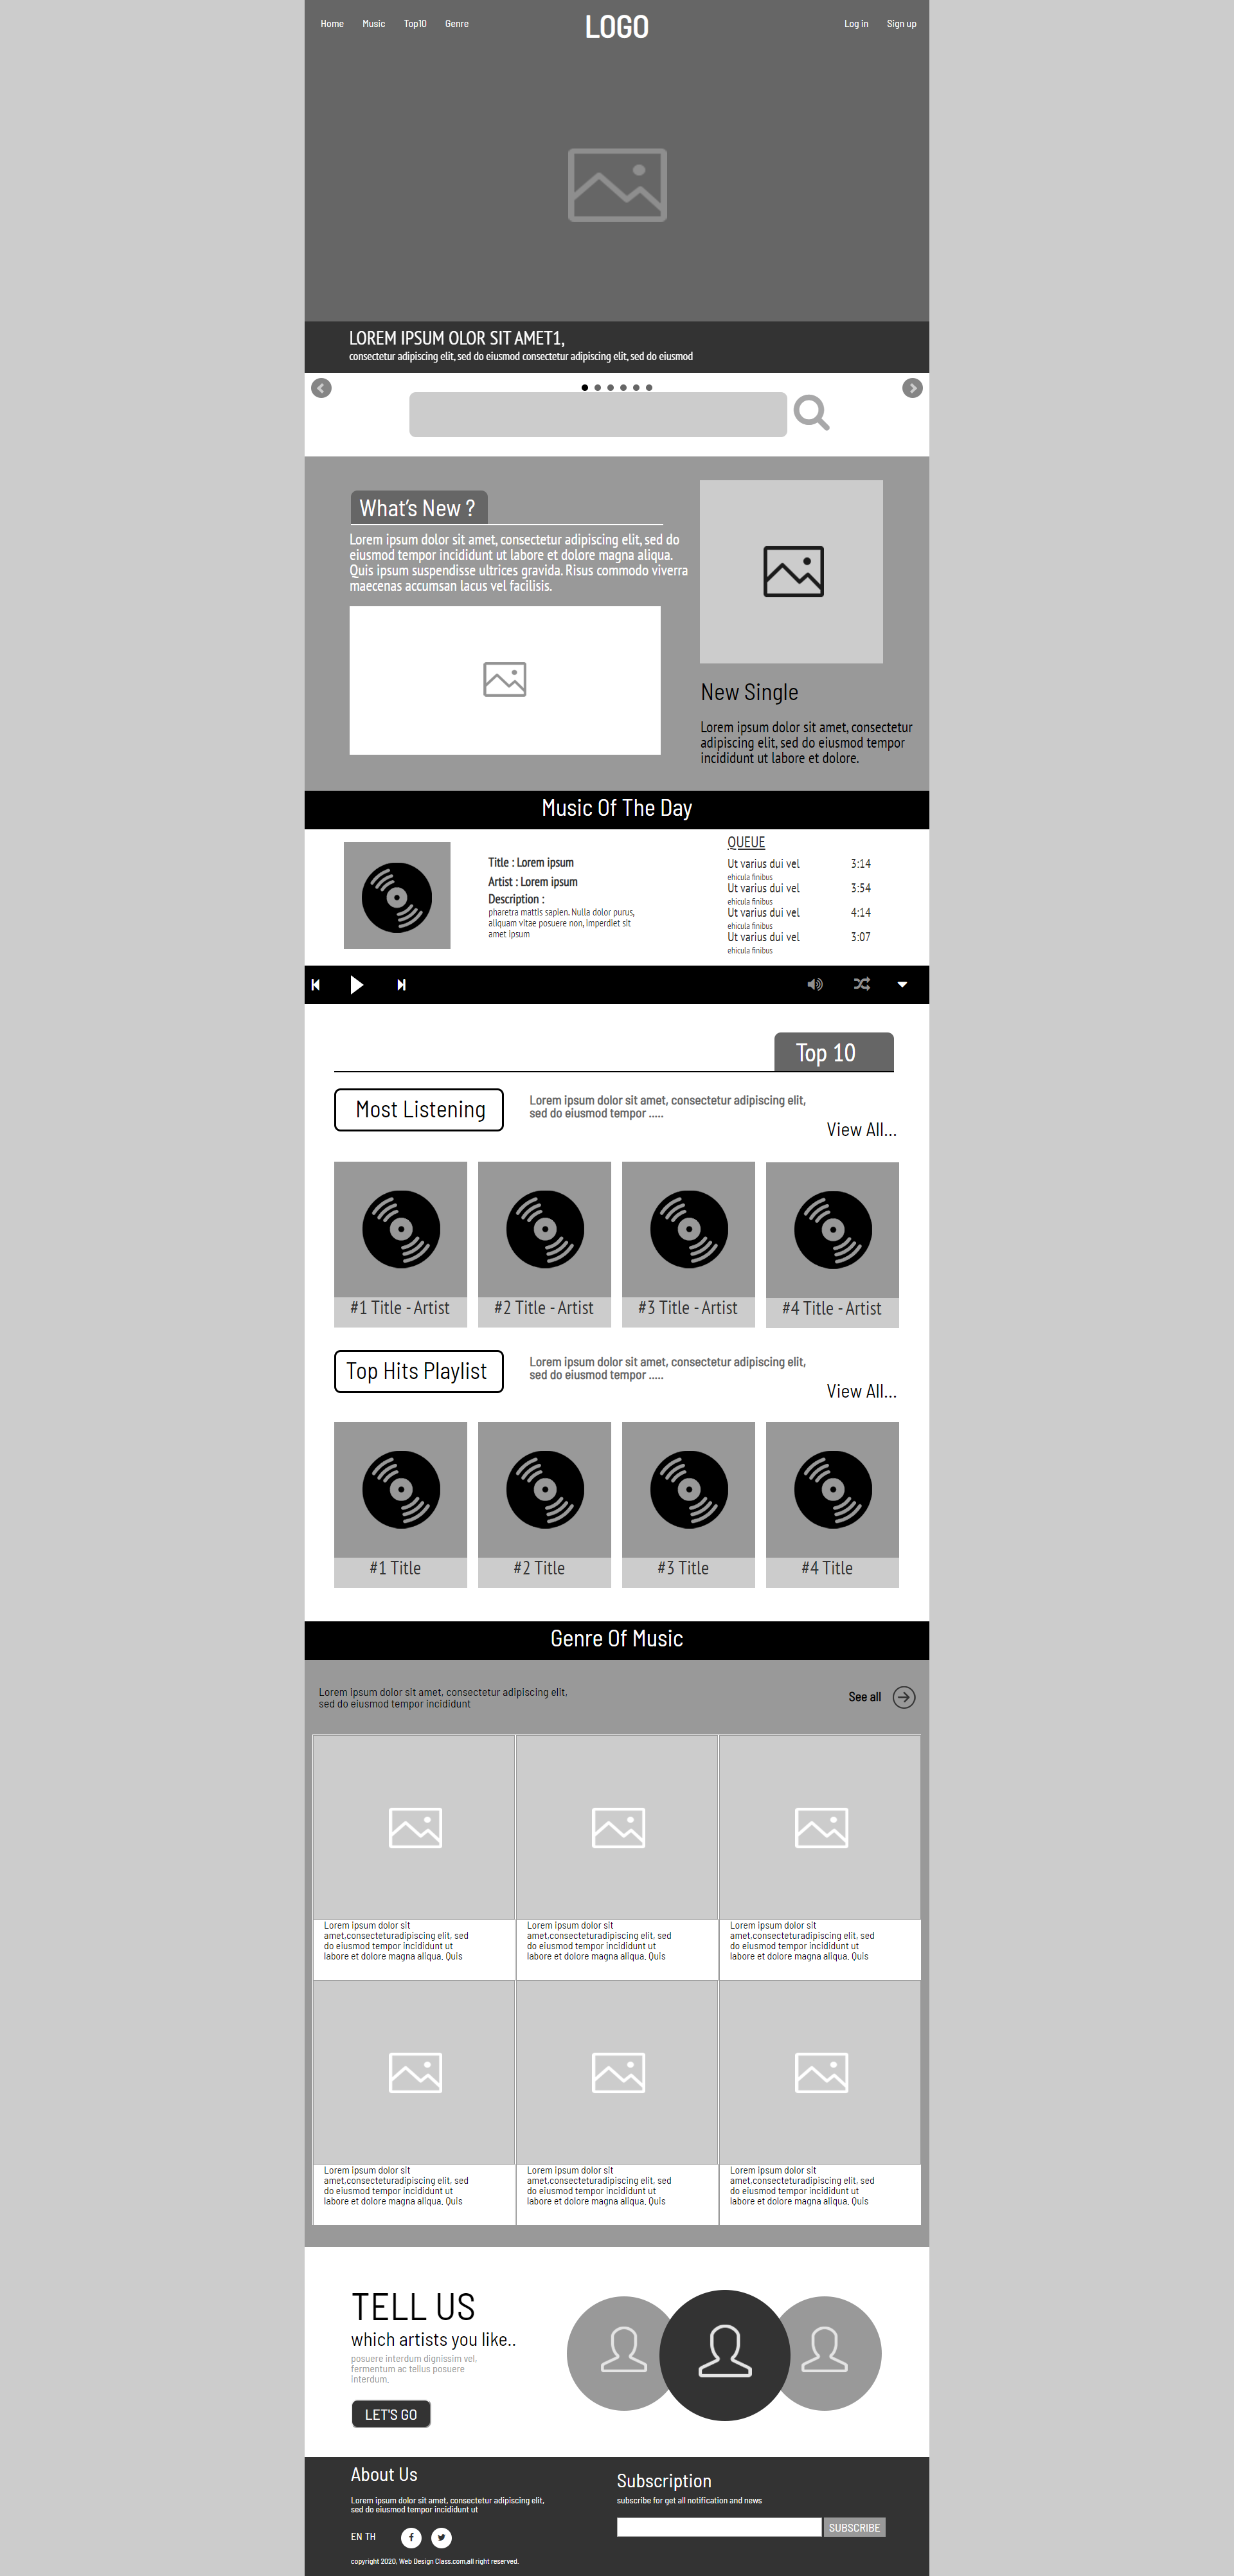 Home Music Top10 Genre LOGO Log in Sign up
LOREM IPSUM OLOR SIT AMET1,
consectetur adipiscing elit, sed do eiusmod consectetur adipiscing elit, sed do eiusmod
What's New ?
Lorem ipsum dolor sit amet, consectetur adipiscing elit, sed do
eiusmod tempor incididunt ut labore et dolore magna aliqua.
Quis ipsum suspendisse ultrices gravida. Risus commodo viverra
maecenas accumsan lacus vel facilisis.
New Single
Lorem ipsum dolor sit amet, consectetur
adipiscing elit, sed do eiusmod tempor
incididunt ut labore et dolore.
Music Of The Day
Title : Lorem ipsum
Artist : Lorem ipsum
Description :
pharetra mattis sapien. Nulla dolor purus,
aliquam vitae posuere non, imperdiet sit
amet ipsum
QUEUE
Ut varius dui vel 3:14
ehicula finibus
Ut varius dui vel 3:54
ehicula finibus
Ut varius dui vel 4:14
ehicula finibus
Ut varius dui vel 3:07
ehicula finibus
Top 10
Most Listening
Lorem ipsum dolor sit amet, consectetur adipiscing elit,
sed do eiusmod tempor .....
View All...
#1 Title - Artist
#2 Title - Artist
#3 Title - Artist
#4 Title - Artist
Top Hits Playlist
Lorem ipsum dolor sit amet, consectetur adipiscing elit,
sed do eiusmod tempor .....
View All...
#1 Title
#2 Title
#3 Title
#4 Title
Genre Of Music
Lorem ipsum dolor sit amet, consectetur adipiscing elit,
sed do eiusmod tempor incididunt
See all
Lorem ipsum dolor sit
amet,consecteturadipiscing elit, sed
do eiusmod tempor incididunt ut
labore et dolore magna aliqua. Quis
Lorem ipsum dolor sit
amet,consecteturadipiscing elit, sed
do eiusmod tempor incididunt ut
labore et dolore magna aliqua. Quis
Lorem ipsum dolor sit
amet,consecteturadipiscing elit, sed
do eiusmod tempor incididunt ut
labore et dolore magna aliqua. Quis
Lorem ipsum dolor sit
amet,consecteturadipiscing elit, sed
do eiusmod tempor incididunt ut
labore et dolore magna aliqua. Quis
Lorem ipsum dolor sit
amet,consecteturadipiscing elit, sed
do eiusmod tempor incididunt ut
labore et dolore magna aliqua. Quis
Lorem ipsum dolor sit
amet,consecteturadipiscing elit, sed
do eiusmod tempor incididunt ut
labore et dolore magna aliqua. Quis
TELL US
which artists you like..
posuere interdum dignissim vel,
fermentum ac tellus posuere
interdum.
LET'S GO
About Us
Lorem ipsum dolor sit amet, consectetur adipiscing elit,
sed do eiusmod tempor incididunt ut
EN TH
copyright 2020, Web Design Class.com,all right reserved.
Subscription
subscribe for get all notification and news
SUBSCRIBE